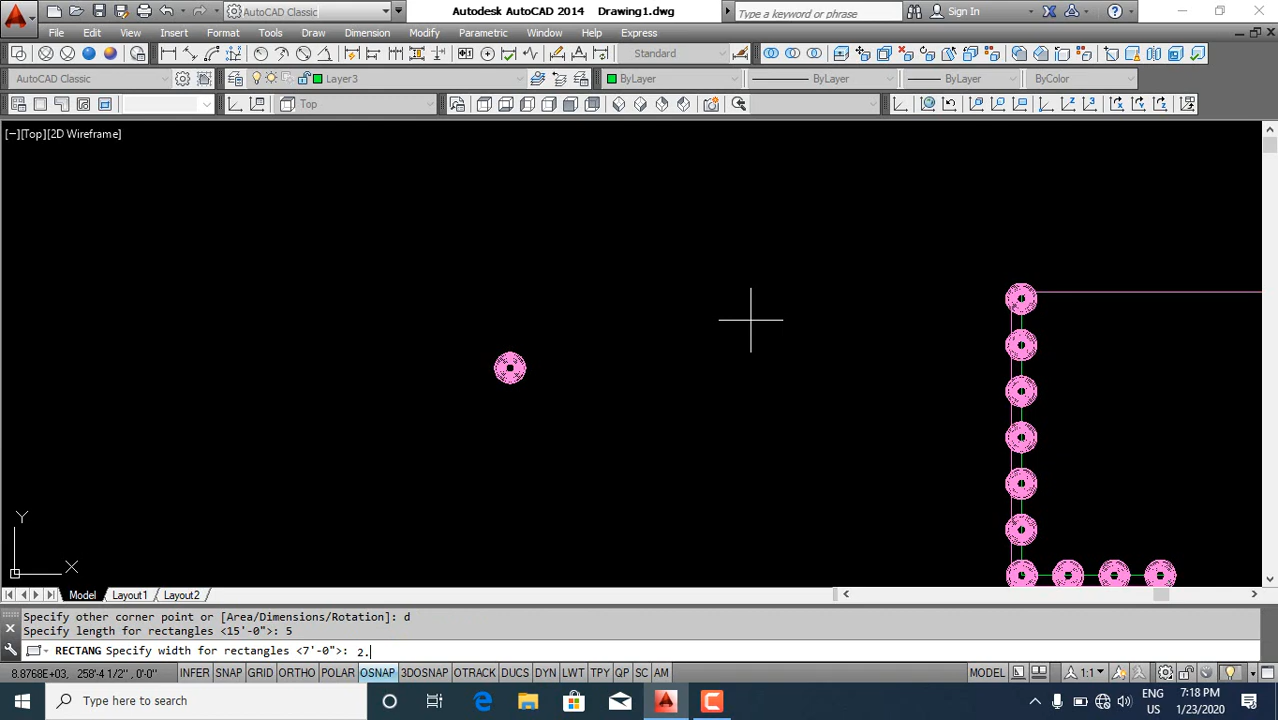 AutoCAD Classic
Autodesk AutoCAD 2014 Drawing1.dwg
Type a keyword or phrase
Sign In
File Edit View Insert Format Tools Draw Dimension Modify Parametric Window Help Express
Standard
AutoCAD Classic
Layer3
ByLayer
ByLayer
ByLayer
ByColor
Top
[−][Top][2D Wireframe]
Y
X
Model Layout1 Layout2
Specify other corner point or [Area/Dimensions/Rotation]: d
Specify length for rectangles <15'-0">: 5
RECTANG Specify width for rectangles <7'-0">: 2.
8.8768E+03, 258'-4 1/2", 0'-0" INFER SNAP GRID ORTHO POLAR OSNAP 3DOSNAP OTRACK DUCS DYN LWT TPY QP SC AM MODEL 1:1
Type here to search
ENG
US
7:18 PM
1/23/2020